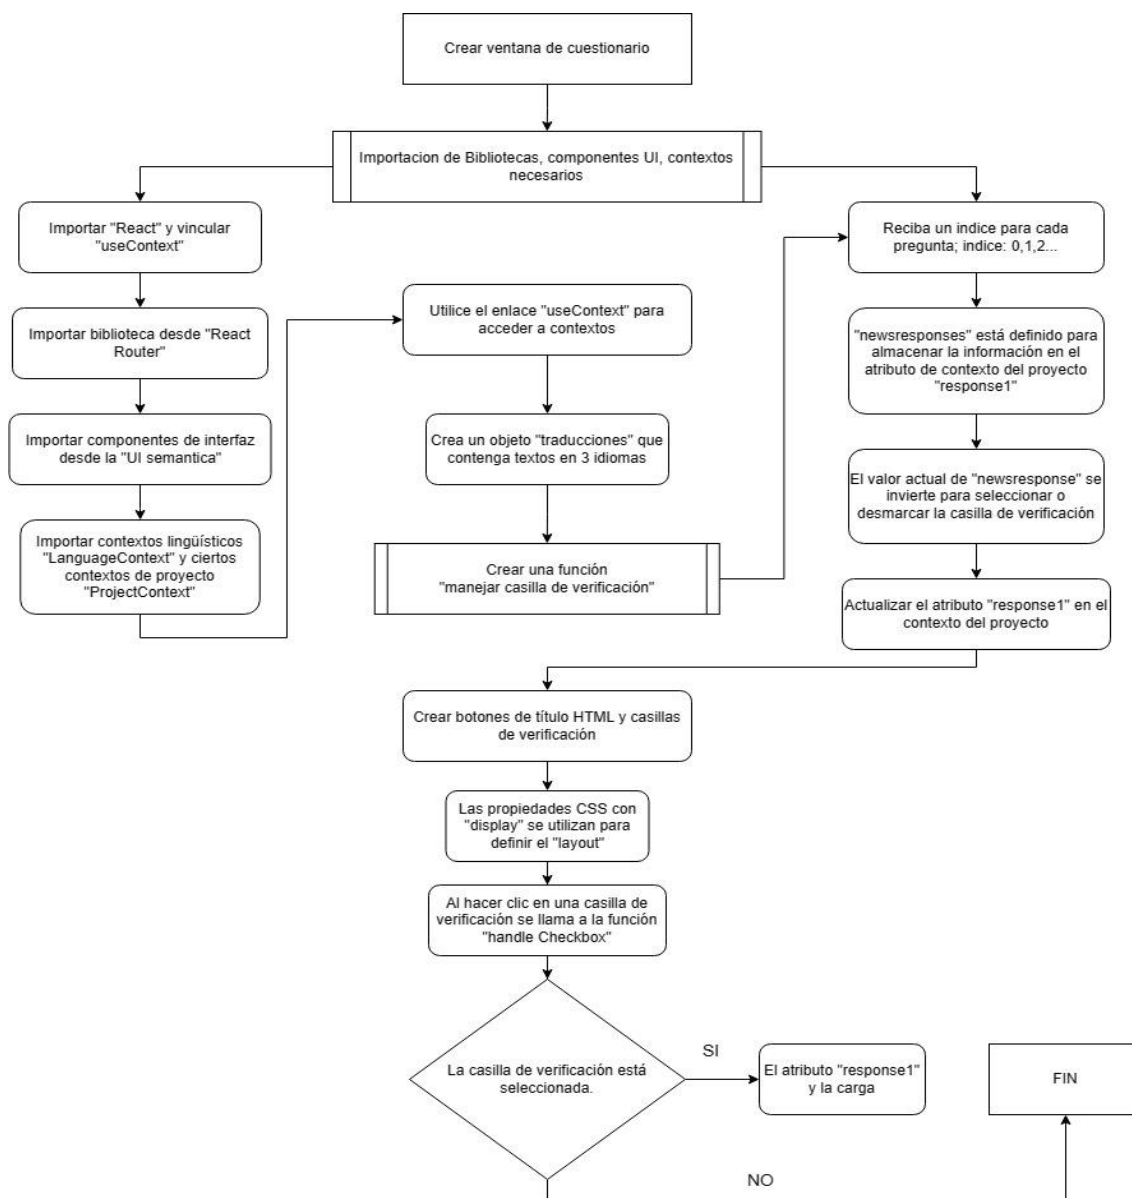 Crear ventana de cuestionario
Importacion de Bibliotecas, componentes UI, contextos
necesarios
Importar "React" y vincular
"useContext"
Importar biblioteca desde "React
Router"
Importar componentes de interfaz
desde la "UI semantica"
Importar contextos lingüísticos
"LanguageContext" y ciertos
contextos de proyecto
"ProjectContext"
Utilice el enlace "useContext" para
acceder a contextos
Crea un objeto "traducciones" que
contenga textos en 3 idiomas
Crear una función
"manejar casilla de verificación"
Reciba un indice para cada
pregunta; indice: 0,1,2...
"newsresponses" está definido para
almacenar la información en el
atributo de contexto del proyecto
"response1"
El valor actual de "newsresponse" se
invierte para seleccionar o
desmarcar la casilla de verificación
Actualizar el atributo "response1" en el
contexto del proyecto
Crear botones de título HTML y casillas
de verificación
Las propiedades CSS con
"display" se utilizan para
definir el "layout"
Al hacer clic en una casilla de
verificación se llama a la función
"handle Checkbox"
La casilla de verificación está
seleccionada.
SI
El atributo "response1"
y la carga
FIN
NO